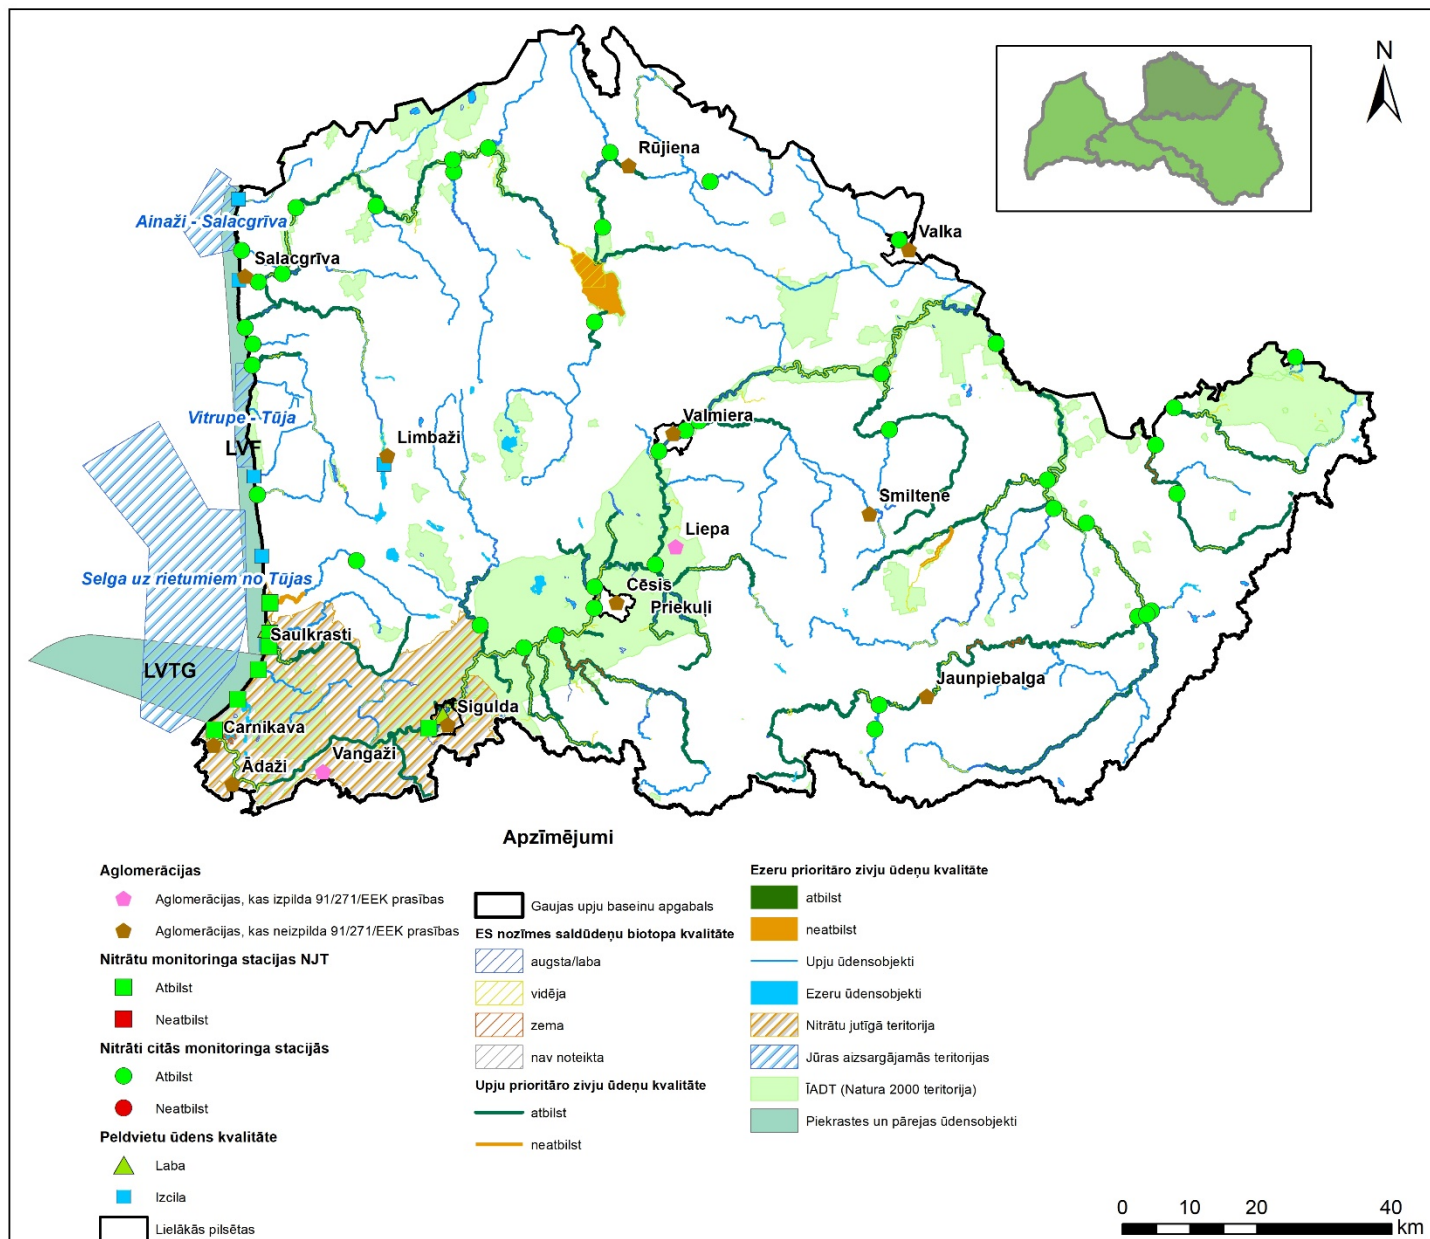 N
Rūjiena
Ainaži - Salacgrīva
Valka
Salacgrīva
Vitrupe - Tūja
Valmiera
LVF
Limbaži
Smiltene
Liepa
Selga uz rietumiem no Tūjas
Cēsis
Priekuļi
Saulkrasti
LVTG
Jaunpiebalga
Sigulda
Carnikava
Vangaži
Ādaži
Apzīmējumi
Aglomerācijas
Aglomerācijas, kas izpilda 91/271/EEK prasības
Aglomerācijas, kas neizpilda 91/271/EEK prasības
Nitrātu monitoringa stacijas NJT
Atbilst
Neatbilst
Nitrāti citās monitoringa stacijās
Atbilst
Neatbilst
Peldvietu ūdens kvalitāte
Laba
Izcila
Lielākās pilsētas
Gaujas upju baseinu apgabals
ES nozīmes saldūdeņu biotopa kvalitāte
augsta/laba
vidēja
zema
nav noteikta
Upju prioritāro zivju ūdeņu kvalitāte
atbilst
neatbilst
Ezeru prioritāro zivju ūdeņu kvalitāte
atbilst
neatbilst
Upju ūdensobjekti
Ezeru ūdensobjekti
Nitrātu jutīgā teritorija
Jūras aizsargājamās teritorijas
ĪADT (Natura 2000 teritorija)
Piekrastes un pārejas ūdensobjekti
0 10 20 40
km